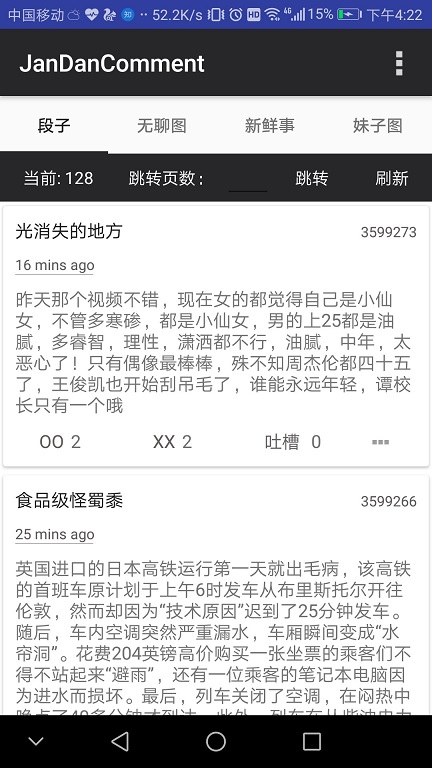 中国移动 52.2K/s HD 4G 15% 下午4:22
JanDanComment
段子 无聊图 新鲜事 妹子图
当前: 128 跳转页数: 跳转 刷新
光消失的地方 3599273
16 mins ago
昨天那个视频不错，现在女的都觉得自己是小仙
女，不管多寒碜，都是小仙女，男的上25都是油
腻，多睿智，理性，潇洒都不行，油腻，中年，太
恶心了！只有偶像最棒棒，殊不知周杰伦都四十五
了，王俊凯也开始刮吊毛了，谁能永远年轻，谭校
长只有一个哦
OO 2 XX 2 吐槽 0
食品级怪蜀黍 3599266
25 mins ago
英国进口的日本高铁运行第一天就出毛病，该高铁
的首班车原计划于上午6时发车从布里斯托尔开往
伦敦，然而却因为“技术原因”迟到了25分钟发车。
随后，车内空调突然严重漏水，车厢瞬间变成“水
帘洞”。花费204英镑高价购买一张坐票的乘客们不
得不站起来“避雨”，还有一位乘客的笔记本电脑因
为进水而损坏。最后，列车关闭了空调，在闷热中